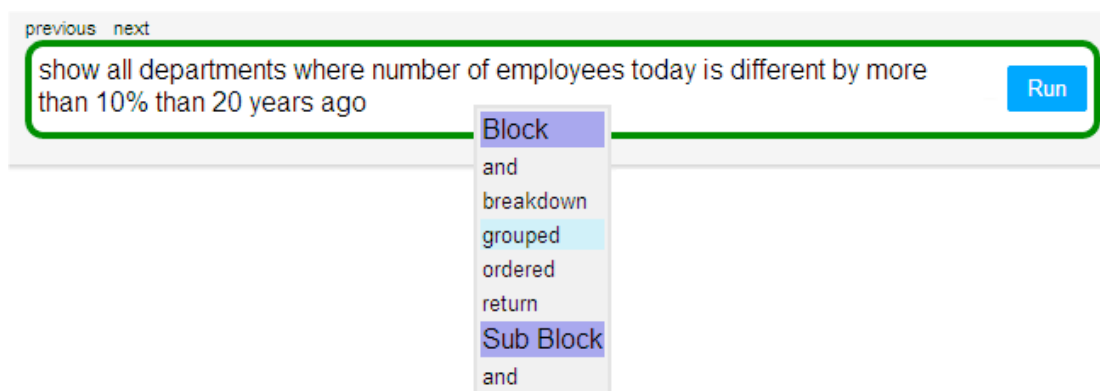 previous next
show all departments where number of employees today is different by more
than 10% than 20 years ago
Run
Block
and
breakdown
grouped
ordered
return
Sub Block
and